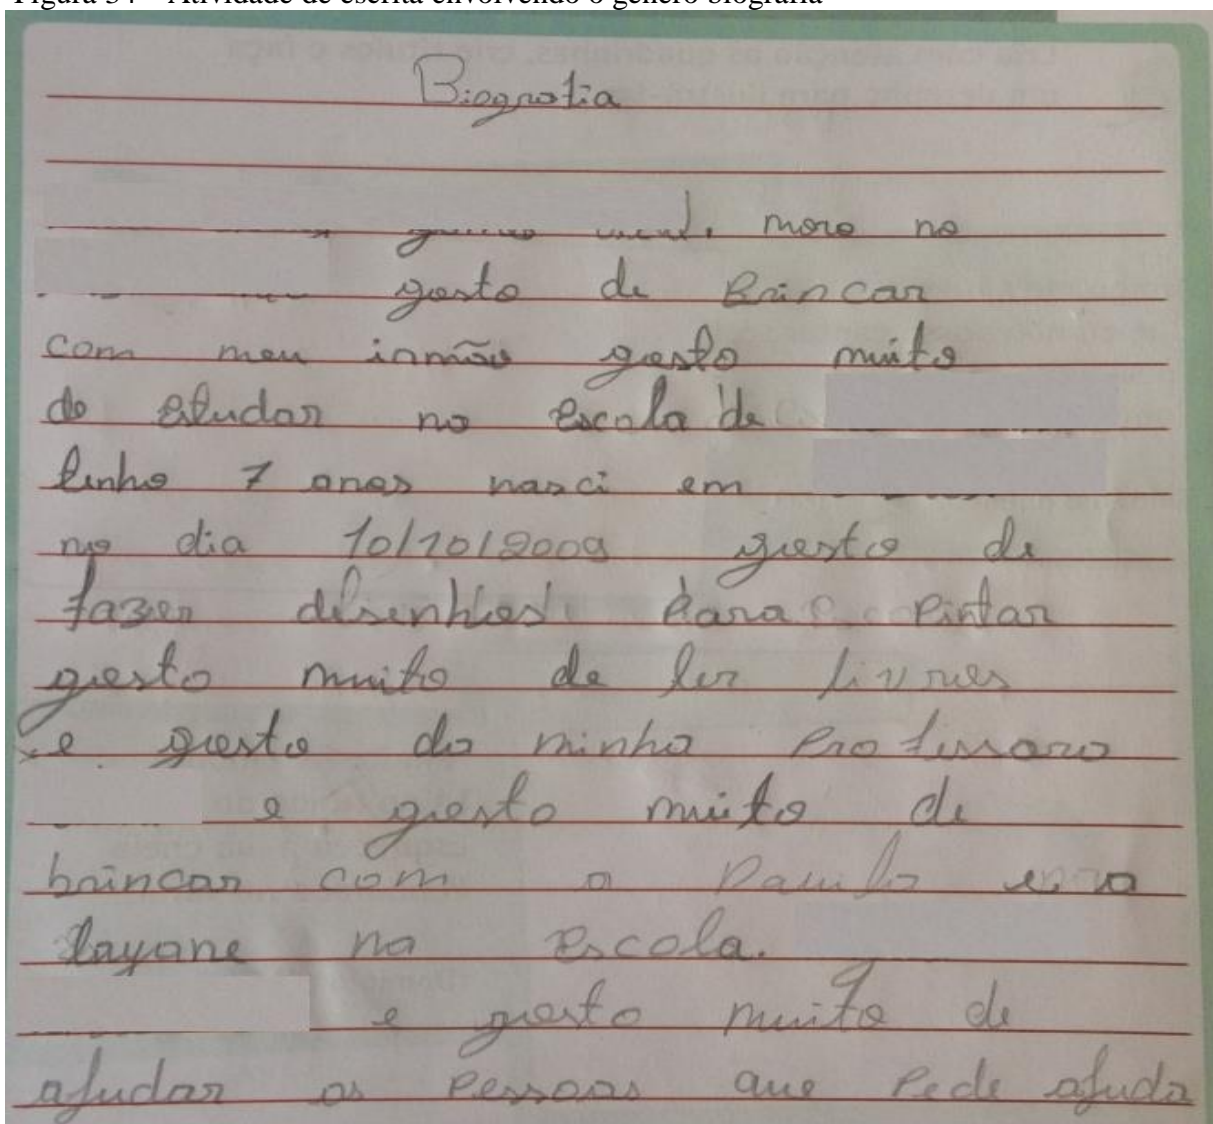 Figura 34 – Atividade de escrita envolvendo o gênero biografia
Biografia
moro no
gosto de Brincar
com meu irmão gosto muito
de estudar no escola de
tenho 7 anos nasci em
no dia 10/10/2009 gosto de
fazer desenhos para Pintar
gosto muito de ler livros
e gosto da minha Professora
e gosto muito de
brincar com a Paula e a
layane na escola.
e gosto muito de
ajudar as Pessoas que Pede ajuda